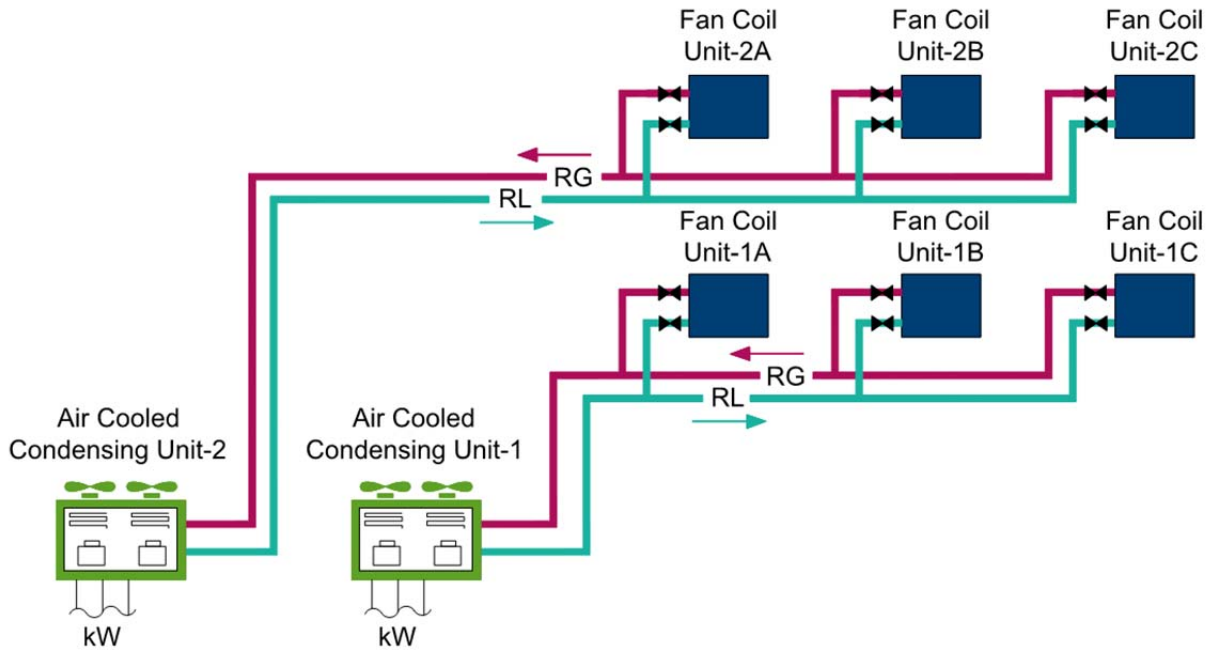 Fan Coil
Unit-2A
Fan Coil
Unit-2B
Fan Coil
Unit-2C
RG
RL
Fan Coil
Unit-1A
Fan Coil
Unit-1B
Fan Coil
Unit-1C
RG
RL
Air Cooled
Condensing Unit-2
Air Cooled
Condensing Unit-1
kW
kW